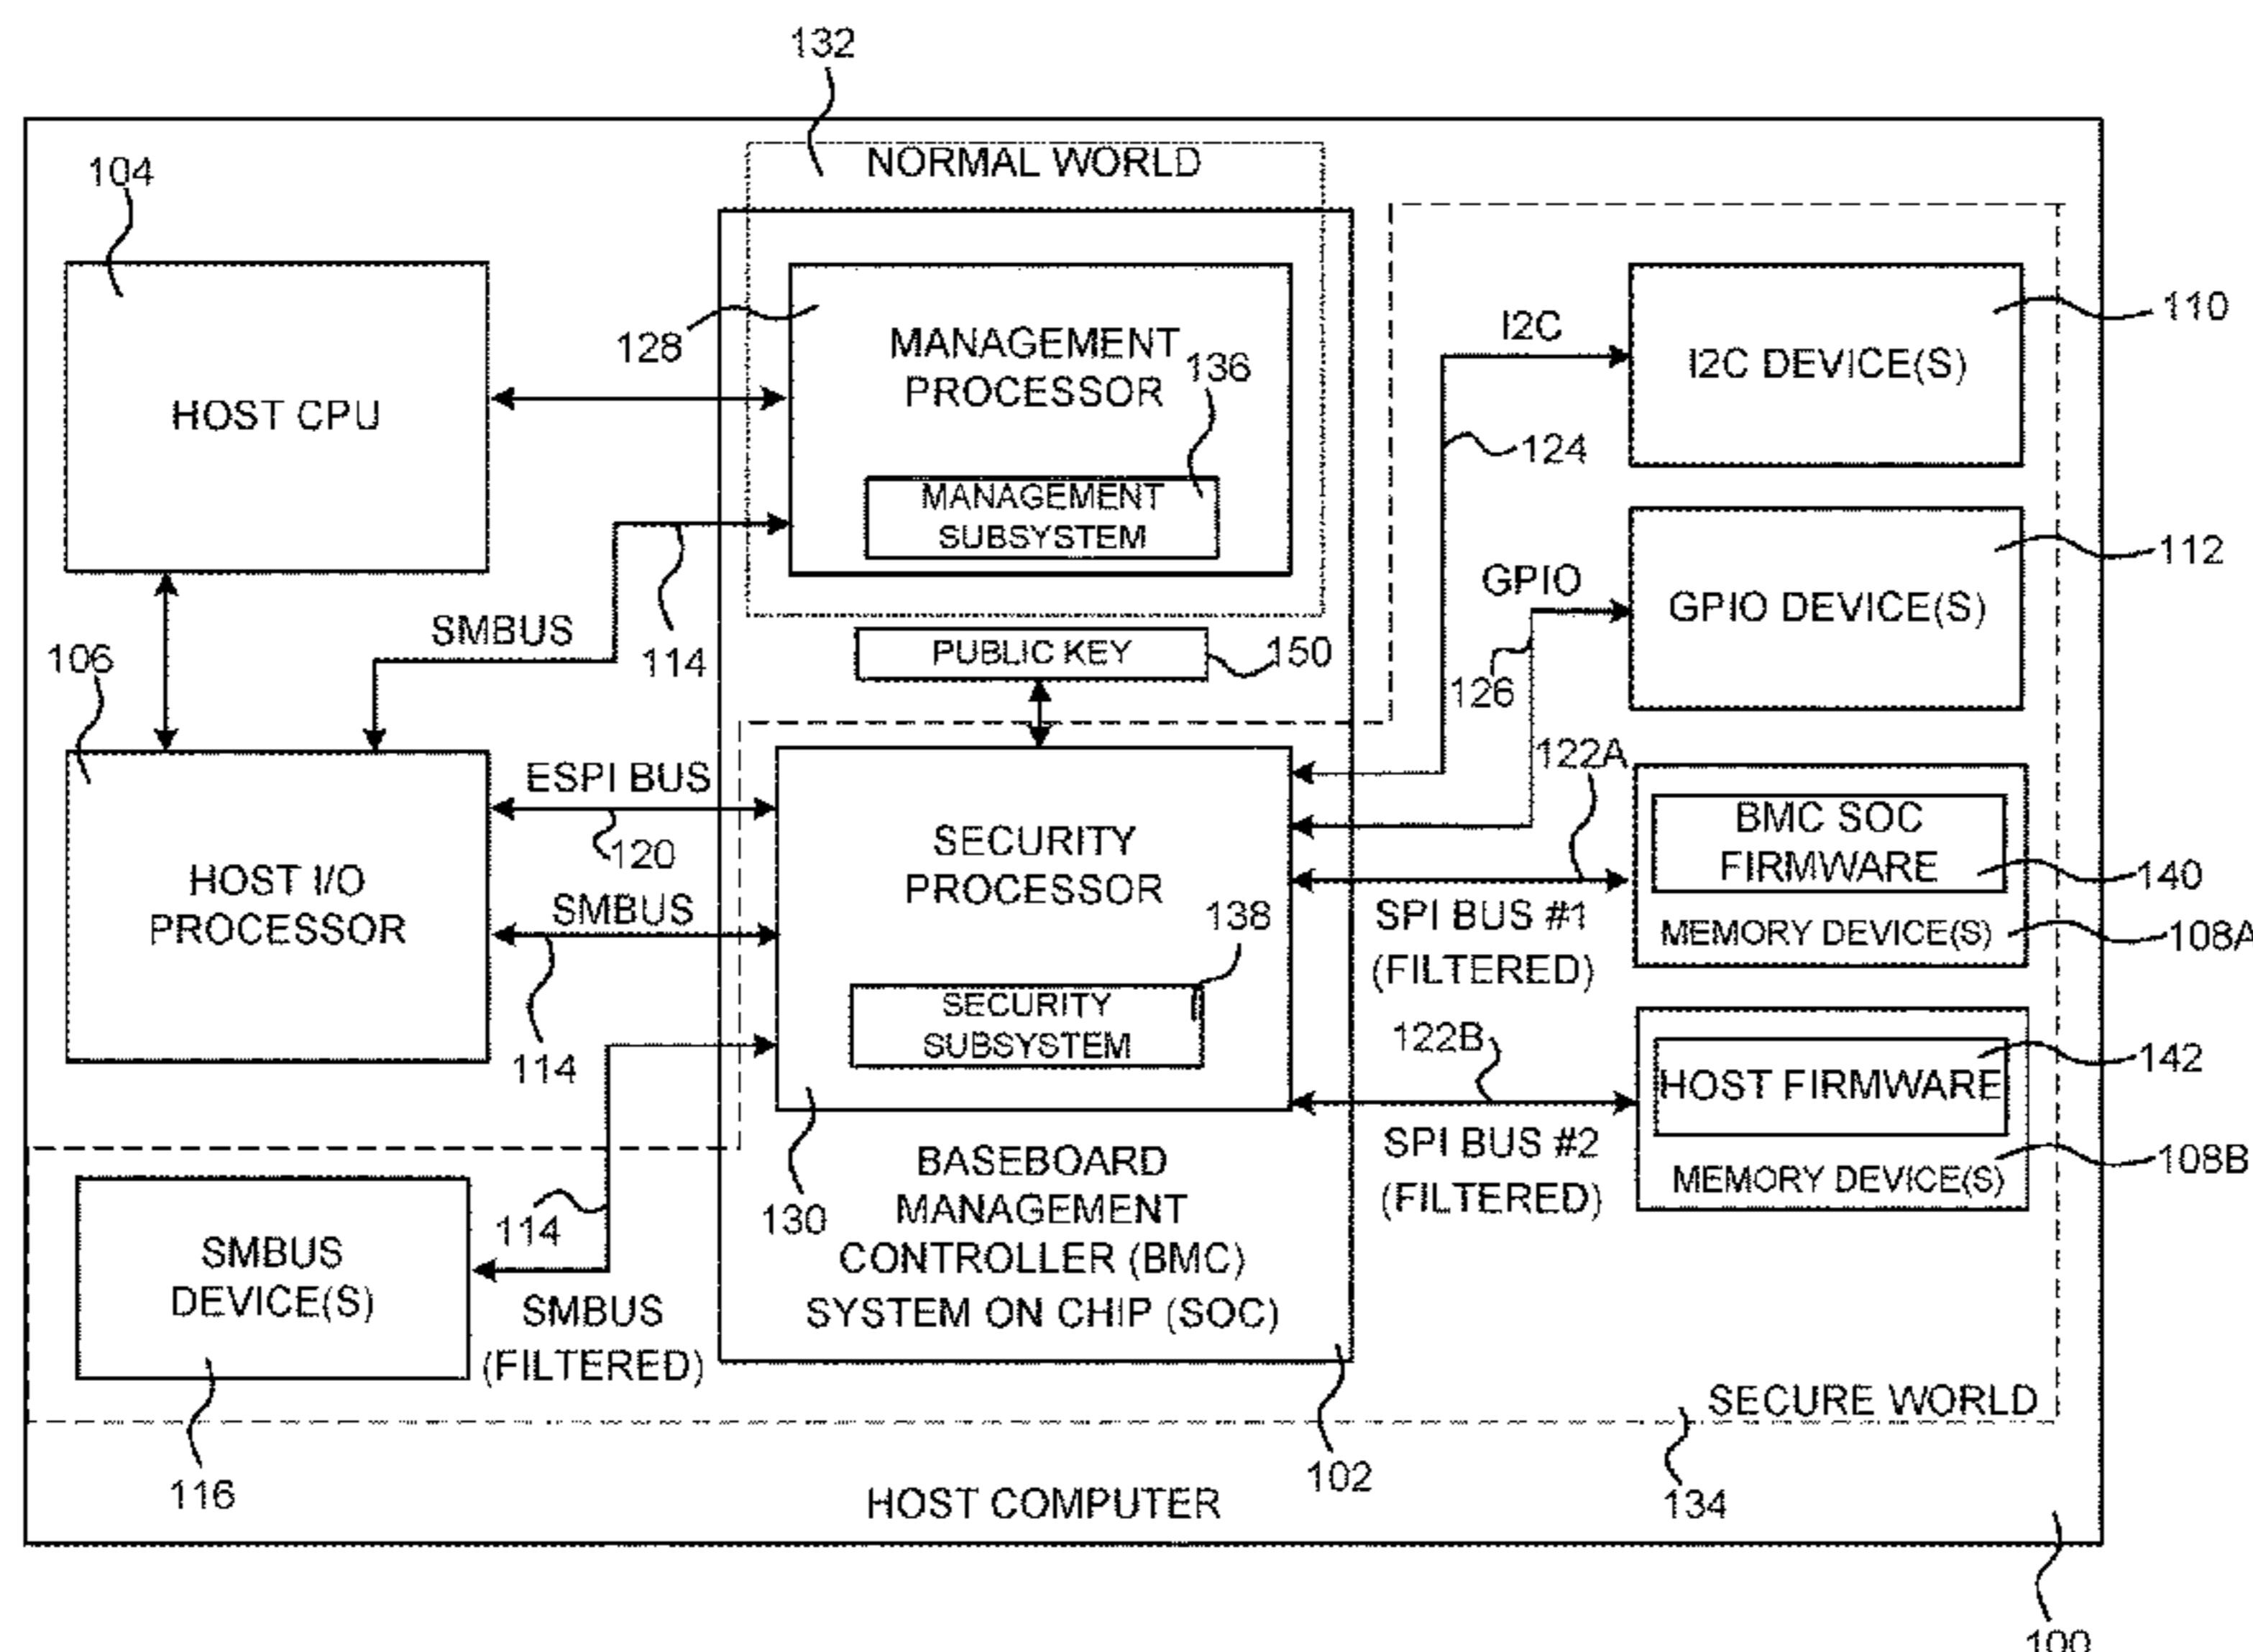 132
NORMAL WORLD
104
HOST CPU
128
MANAGEMENT
PROCESSOR
136
MANAGEMENT
SUBSYSTEM
I2C
I2C DEVICE(S)
110
124
GPIO
GPIO DEVICE(S)
112
126
SMBUS
114
PUBLIC KEY
150
106
HOST I/O
PROCESSOR
ESPI BUS
120
SMBUS
114
SECURITY
PROCESSOR
138
SECURITY
SUBSYSTEM
130
122A
SPI BUS #1
(FILTERED)
BMC SOC
FIRMWARE
140
MEMORY DEVICE(S)
108A
122B
SPI BUS #2
(FILTERED)
HOST FIRMWARE
142
MEMORY DEVICE(S)
108B
SMBUS
DEVICE(S)
116
114
SMBUS
(FILTERED)
BASEBOARD
MANAGEMENT
CONTROLLER (BMC)
SYSTEM ON CHIP (SOC)
102
SECURE WORLD
134
HOST COMPUTER
100